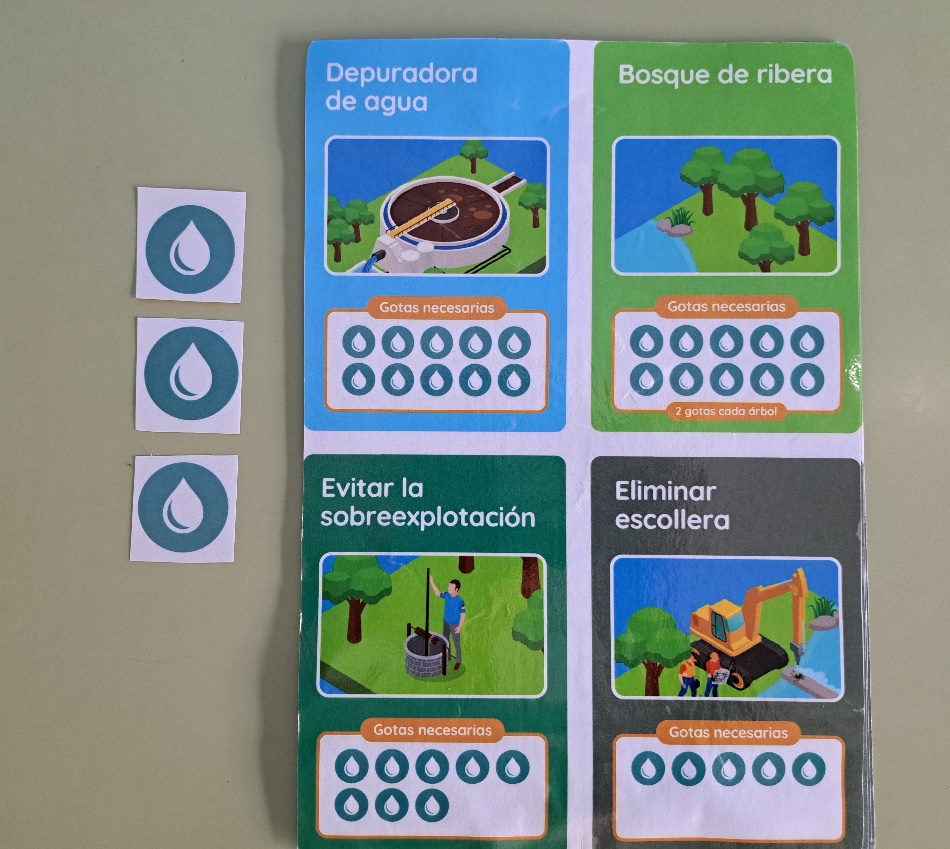 Depuradora
de agua
Gotas necesarias
Bosque de ribera
Gotas necesarias
2 gotas cada árbol
Evitar la
sobreexplotación
Gotas necesarias
Eliminar
escollera
Gotas necesarias